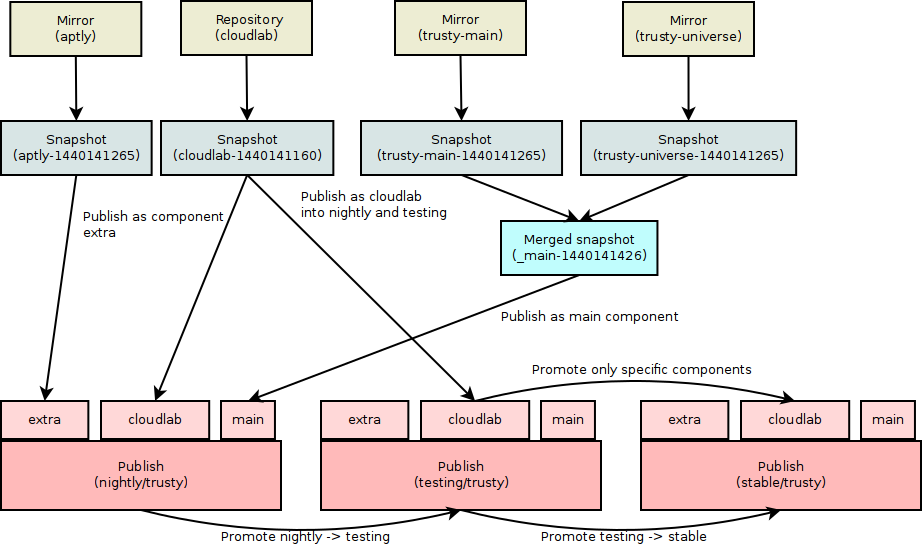 Mirror
(aptly)
Repository
(cloudlab)
Mirror
(trusty-main)
Mirror
(trusty-universe)
Snapshot
(aptly-1440141265)
Snapshot
(cloudlab-1440141160)
Snapshot
(trusty-main-1440141265)
Snapshot
(trusty-universe-1440141265)
Publish as component
extra
Publish as cloudlab
into nightly and testing
Merged snapshot
(_main-1440141426)
Publish as main component
Promote only specific components
extra
cloudlab
main
extra
cloudlab
main
extra
cloudlab
main
Publish
(nightly/trusty)
Publish
(testing/trusty)
Publish
(stable/trusty)
Promote nightly -> testing
Promote testing -> stable